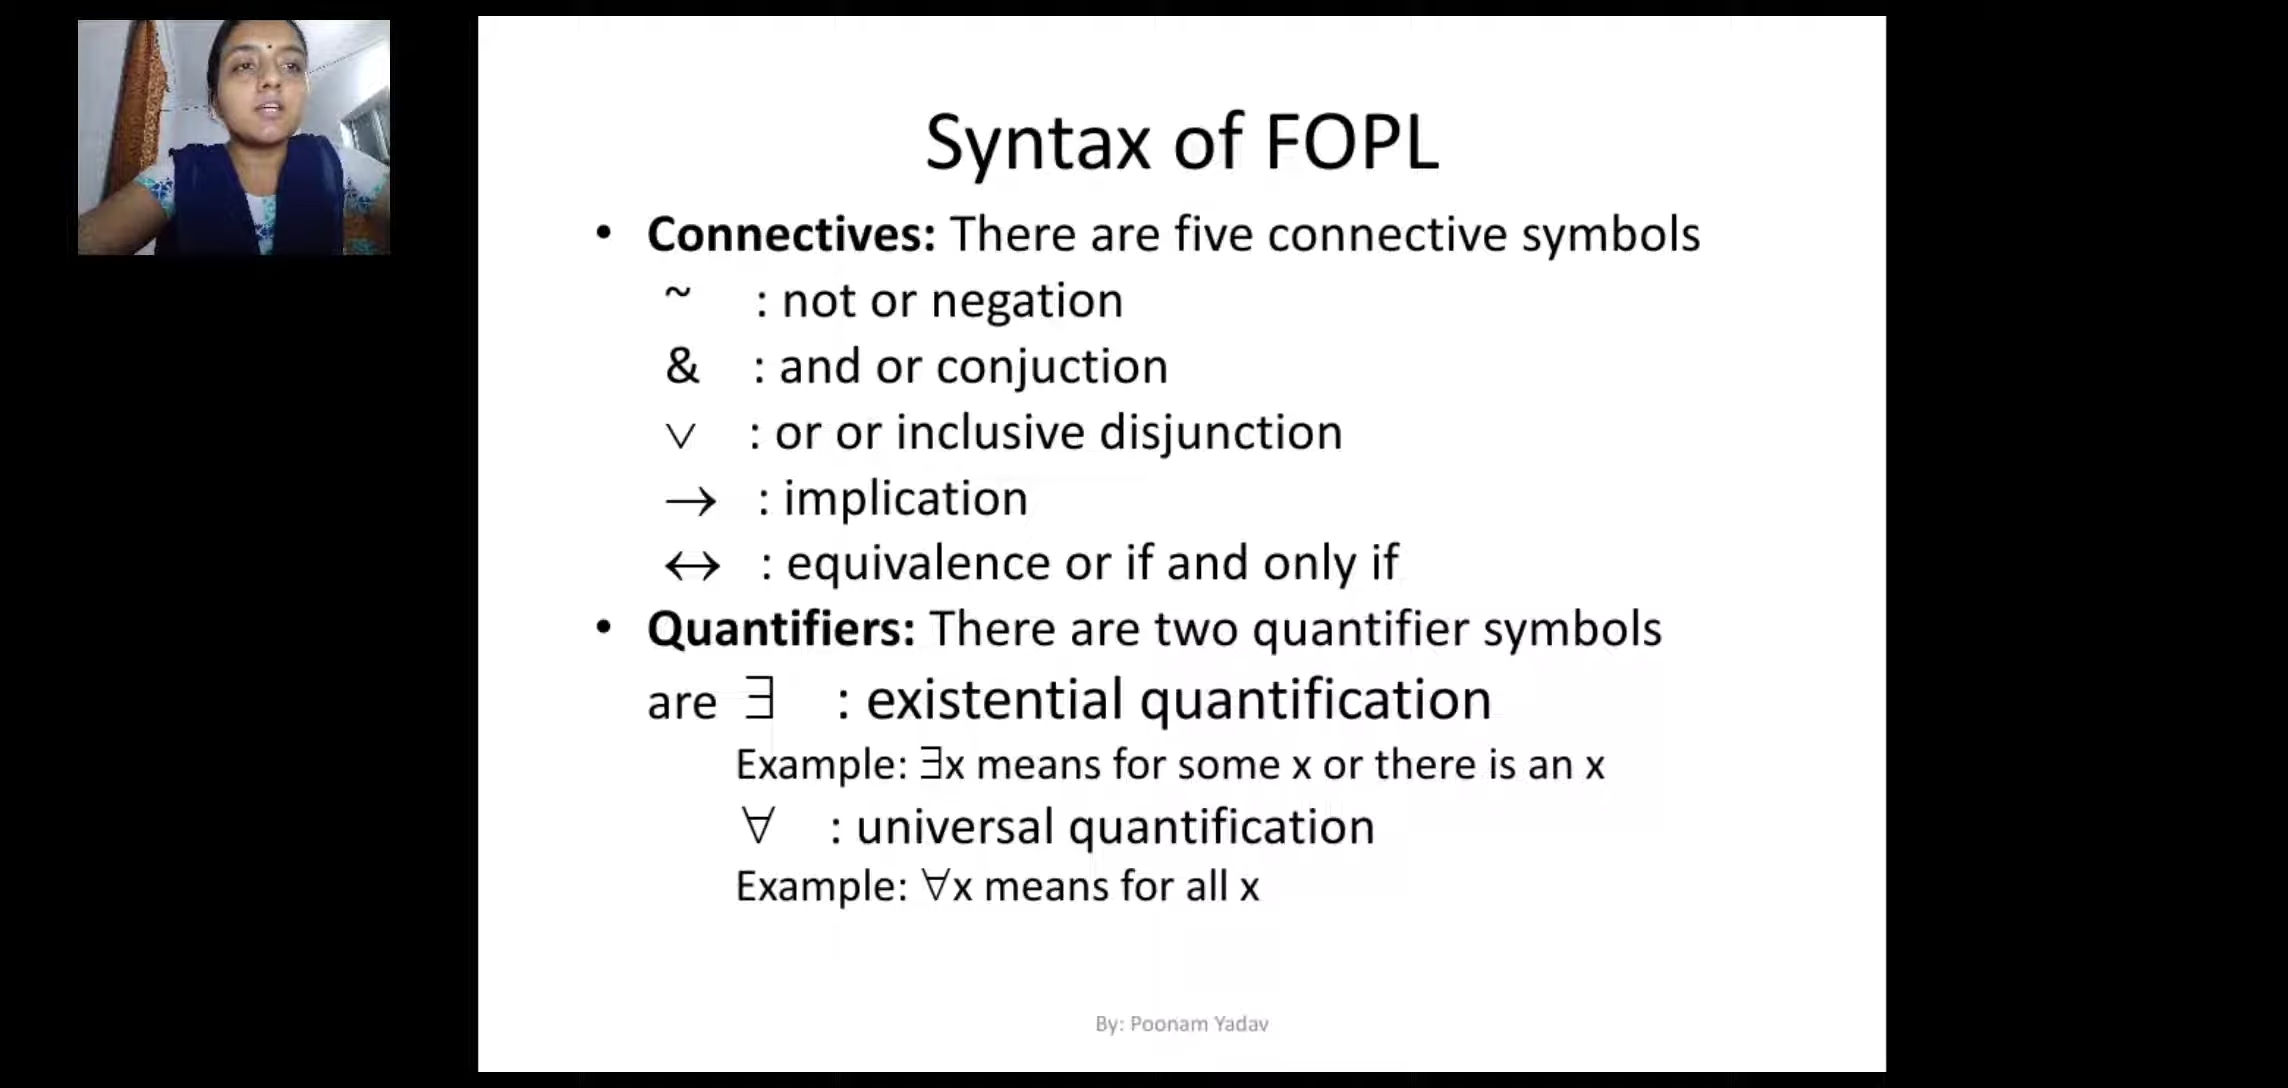 Syntax of FOPL
• Connectives: There are five connective symbols
~ : not or negation
& : and or conjuction
∨ : or or inclusive disjunction
→ : implication
↔ : equivalence or if and only if
• Quantifiers: There are two quantifier symbols
are ∃ : existential quantification
Example: ∃x means for some x or there is an x
∀ : universal quantification
Example: ∀x means for all x
By: Poonam Yadav